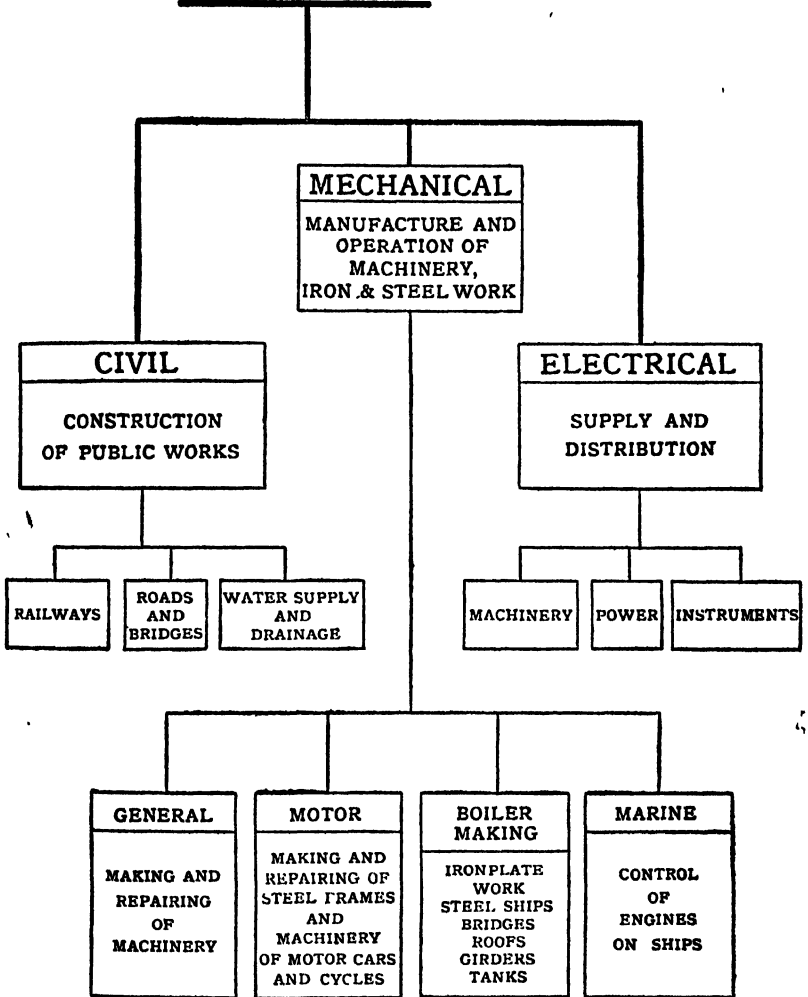 MECHANICAL
MANUFACTURE AND
OPERATION OF
MACHINERY,
IRON & STEEL WORK
CIVIL
CONSTRUCTION
OF PUBLIC WORKS
ELECTRICAL
SUPPLY AND
DISTRIBUTION
RAILWAYS
ROADS
AND
BRIDGES
WATER SUPPLY
AND
DRAINAGE
MACHINERY
POWER
INSTRUMENTS
GENERAL
MAKING AND
REPAIRING
OF
MACHINERY
MOTOR
MAKING AND
REPAIRING OF
STEEL FRAMES
AND
MACHINERY
OF MOTOR CARS
AND CYCLES
BOILER
MAKING
IRONPLATE
WORK
STEEL SHIPS
BRIDGES
ROOFS
GIRDERS
TANKS
MARINE
CONTROL
OF
ENGINES
ON SHIPS